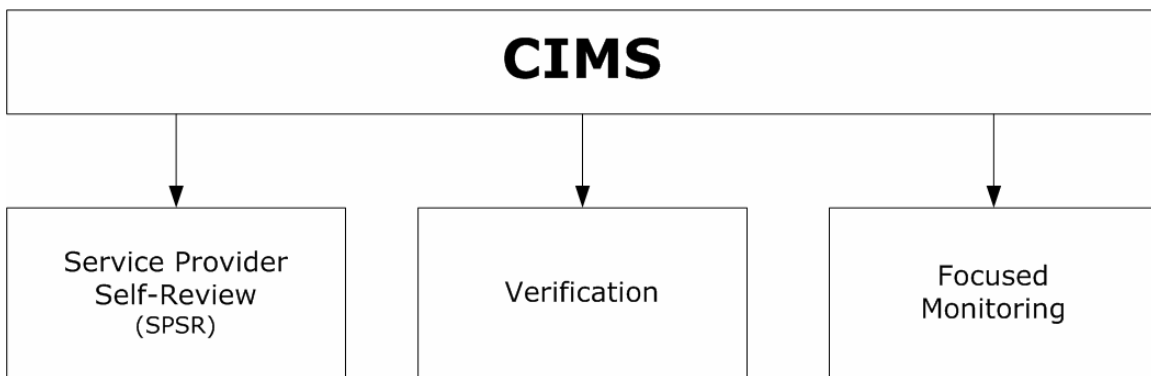 CIMS
Service Provider
Self-Review
(SPSR)
Verification
Focused
Monitoring